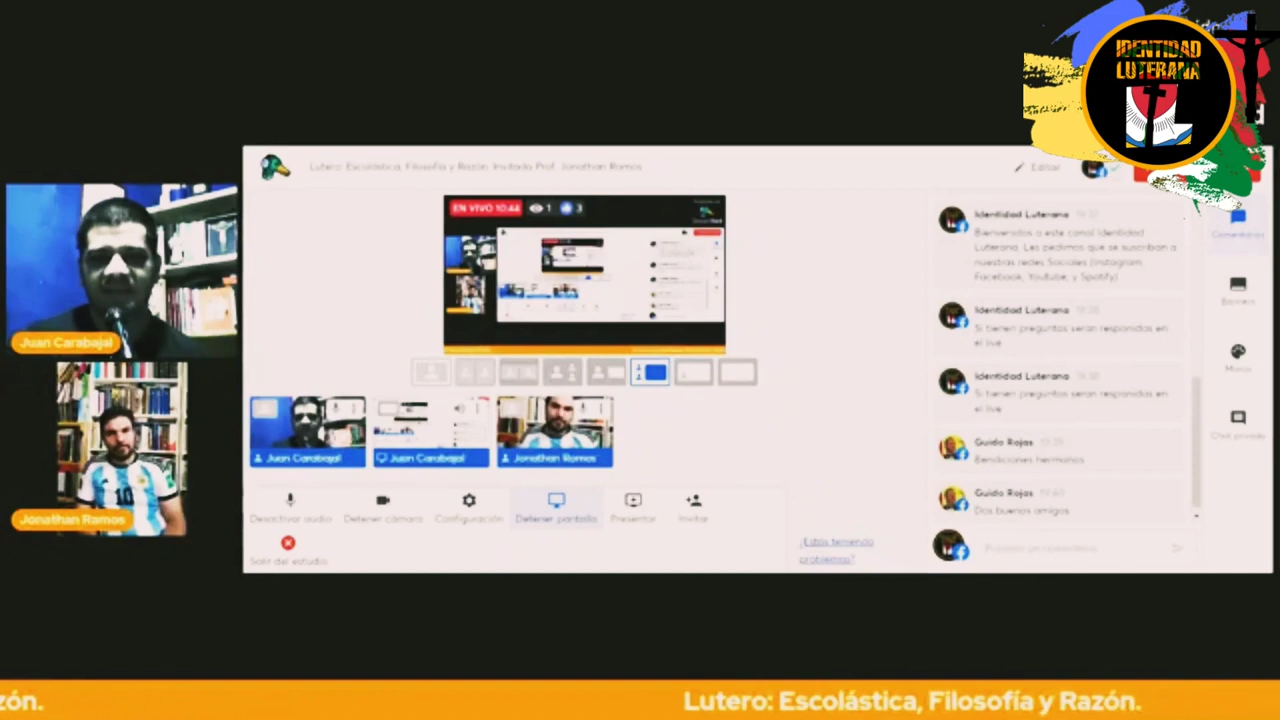 IDENTIDAD
LUTERANA
Lutero: Escolástica, Filosofía y Razón. Invitado Prof. Jonathan Ramos
Editar
EN VIVO 10:44
1
3
Juan Carabajal
Jonathan Ramos
10
Juan Carabajal
Juan Carabajal
Jonathan Ramos
Desactivar audio
Detener cámara
Configuración
Detener pantalla
Presentar
Invitar
Salir del estudio
¿Estás teniendo
problemas?
Identidad Luterana
Bienvenidos a este canal Identidad
Luterana. Les pedimos que se suscriban a
nuestras redes Sociales (Instagram,
Facebook, Youtube, y Spotify)
Identidad Luterana
Si tienen preguntas seran respondidas en
el live
Identidad Luterana
Si tienen preguntas seran respondidas en
el live
Guido Rojas
Bendiciones hermanos
Guido Rojas
Dos buenos amigos
Comentarios
Banners
Marca
Chat privado
zón.
Lutero: Escolástica, Filosofía y Razón.